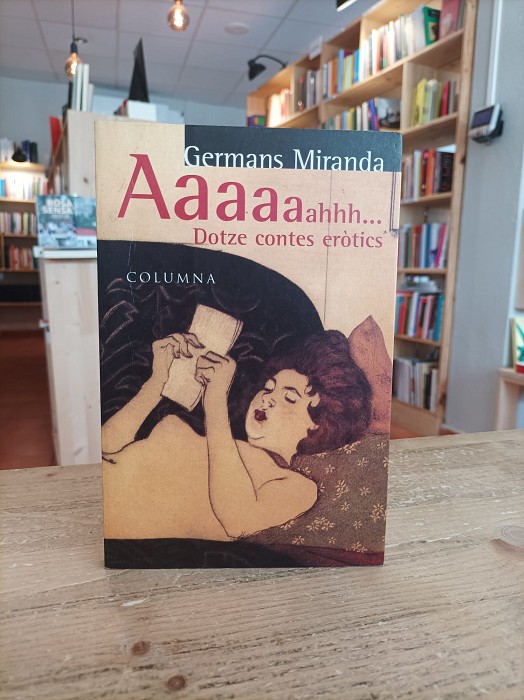 Germans Miranda
Aaaaaahhh...
Dotze contes eròtics
COLUMNA